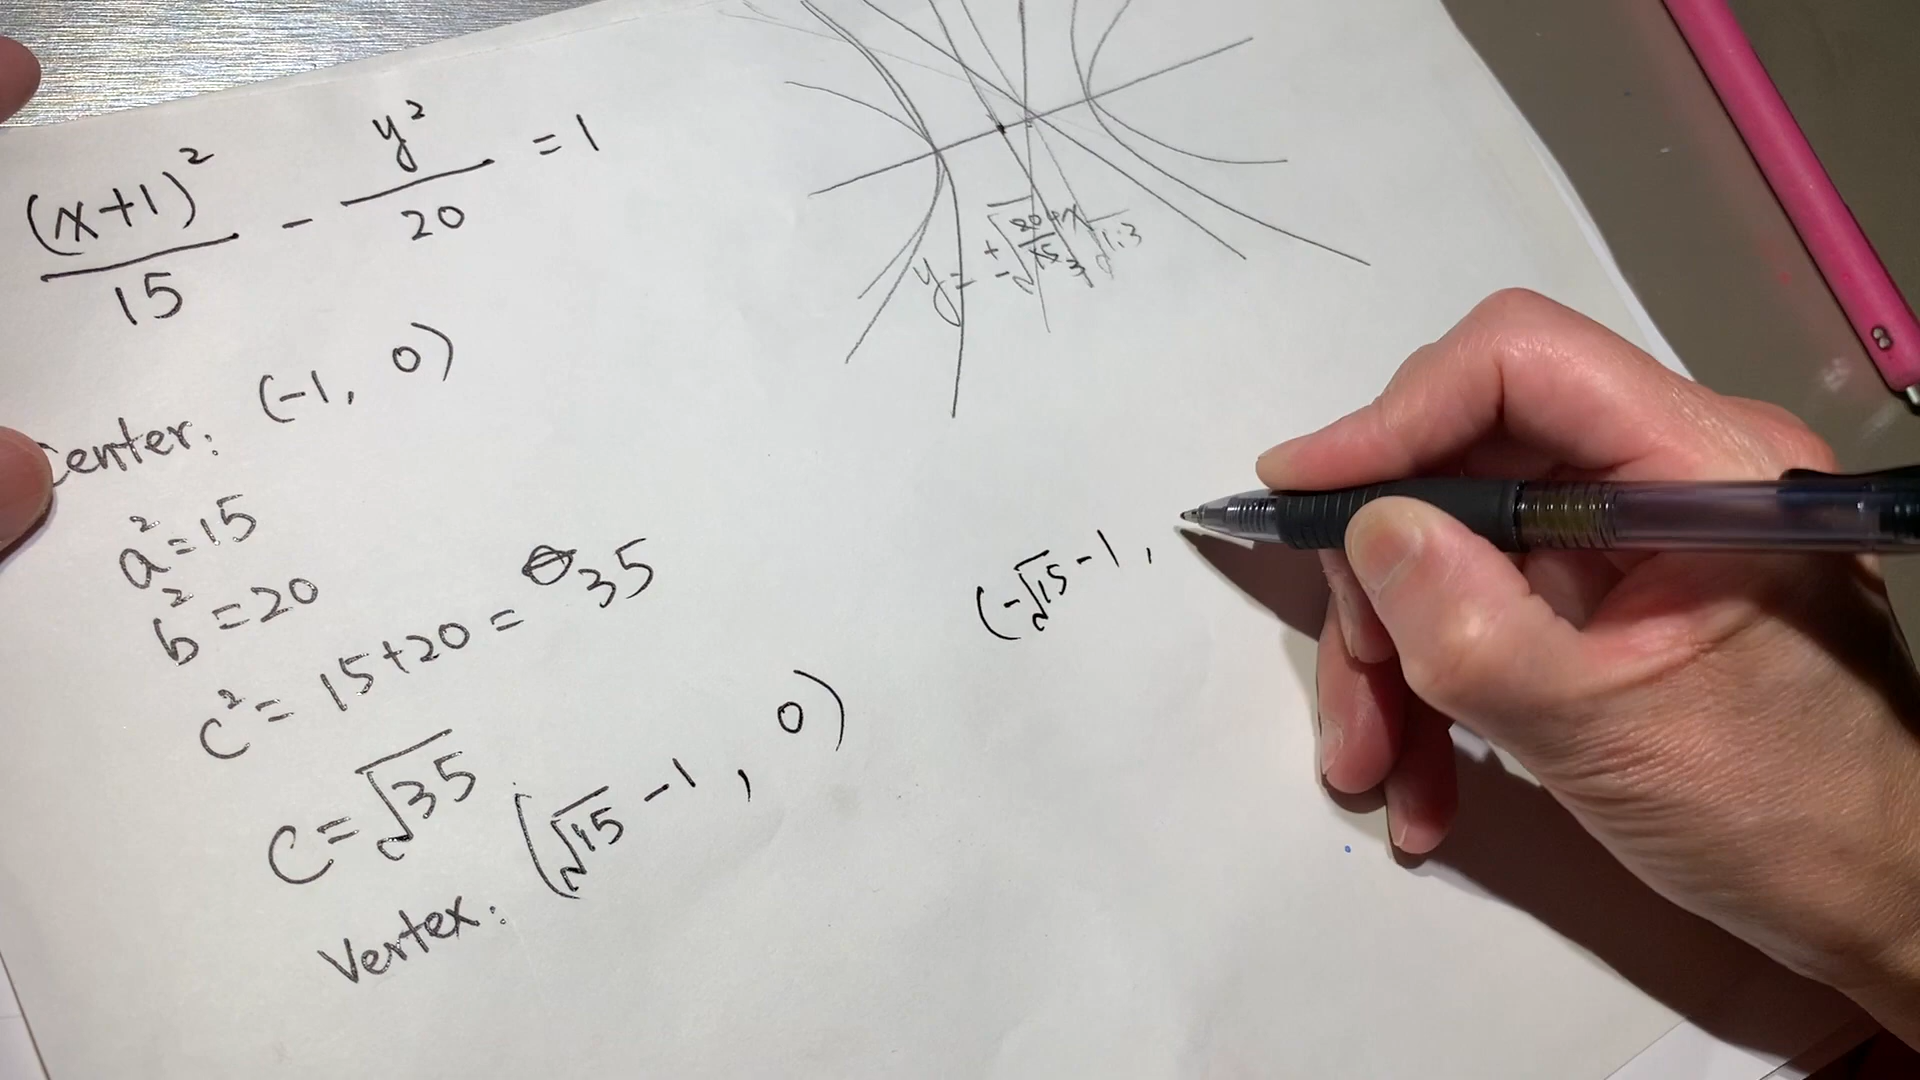 (x+1)²/15 - y²/20 = 1
Center: (-1, 0)
a²=15
b²=20
c²= 15+20 = 35
c=√35
Vertex: (√15 -1, 0)
(-√15 -1,
y = ±√20/15